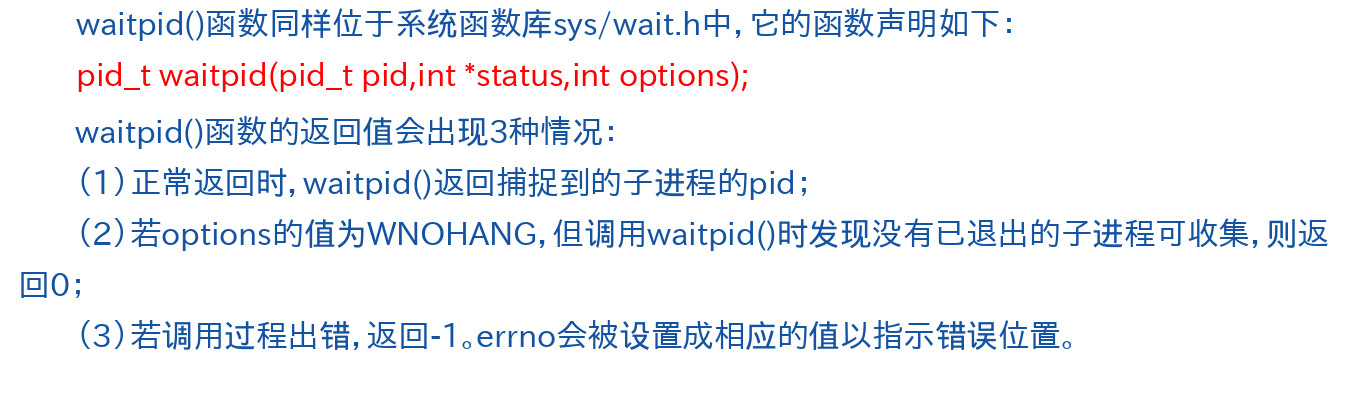 waitpid()函数同样位于系统函数库sys/wait.h中，它的函数声明如下：
pid_t waitpid(pid_t pid,int *status,int options);
waitpid()函数的返回值会出现3种情况：
（1）正常返回时，waitpid()返回捕捉到的子进程的pid；
（2）若options的值为WNOHANG，但调用waitpid()时发现没有已退出的子进程可收集，则返
回0；
（3）若调用过程出错，返回-1。errno会被设置成相应的值以指示错误位置。